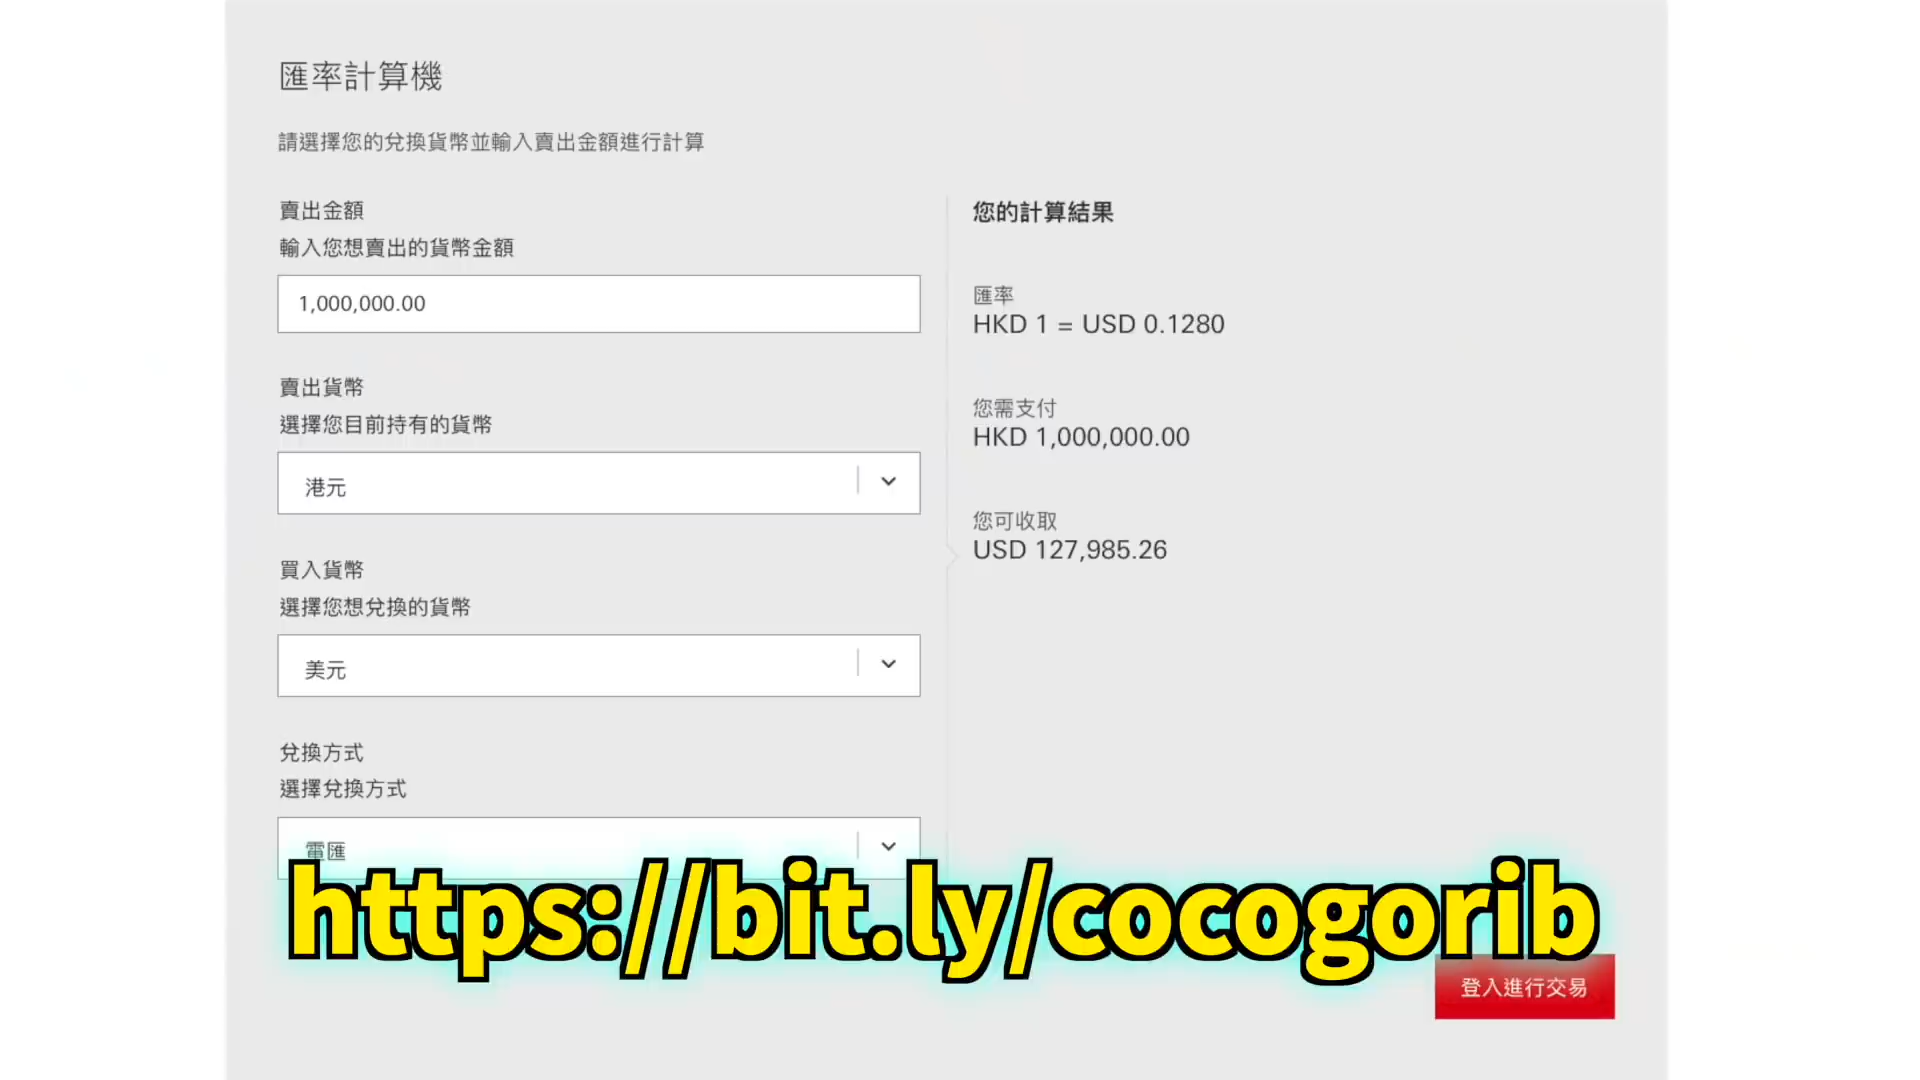 匯率計算機
請選擇您的兌換貨幣並輸入賣出金額進行計算
賣出金額
輸入您想賣出的貨幣金額
1,000,000.00
賣出貨幣
選擇您目前持有的貨幣
港元
買入貨幣
選擇您想兌換的貨幣
美元
兌換方式
選擇兌換方式
電匯
您的計算結果
匯率
HKD 1 = USD 0.1280
您需支付
HKD 1,000,000.00
您可收取
USD 127,985.26
https://bit.ly/cocogorib
登入進行交易